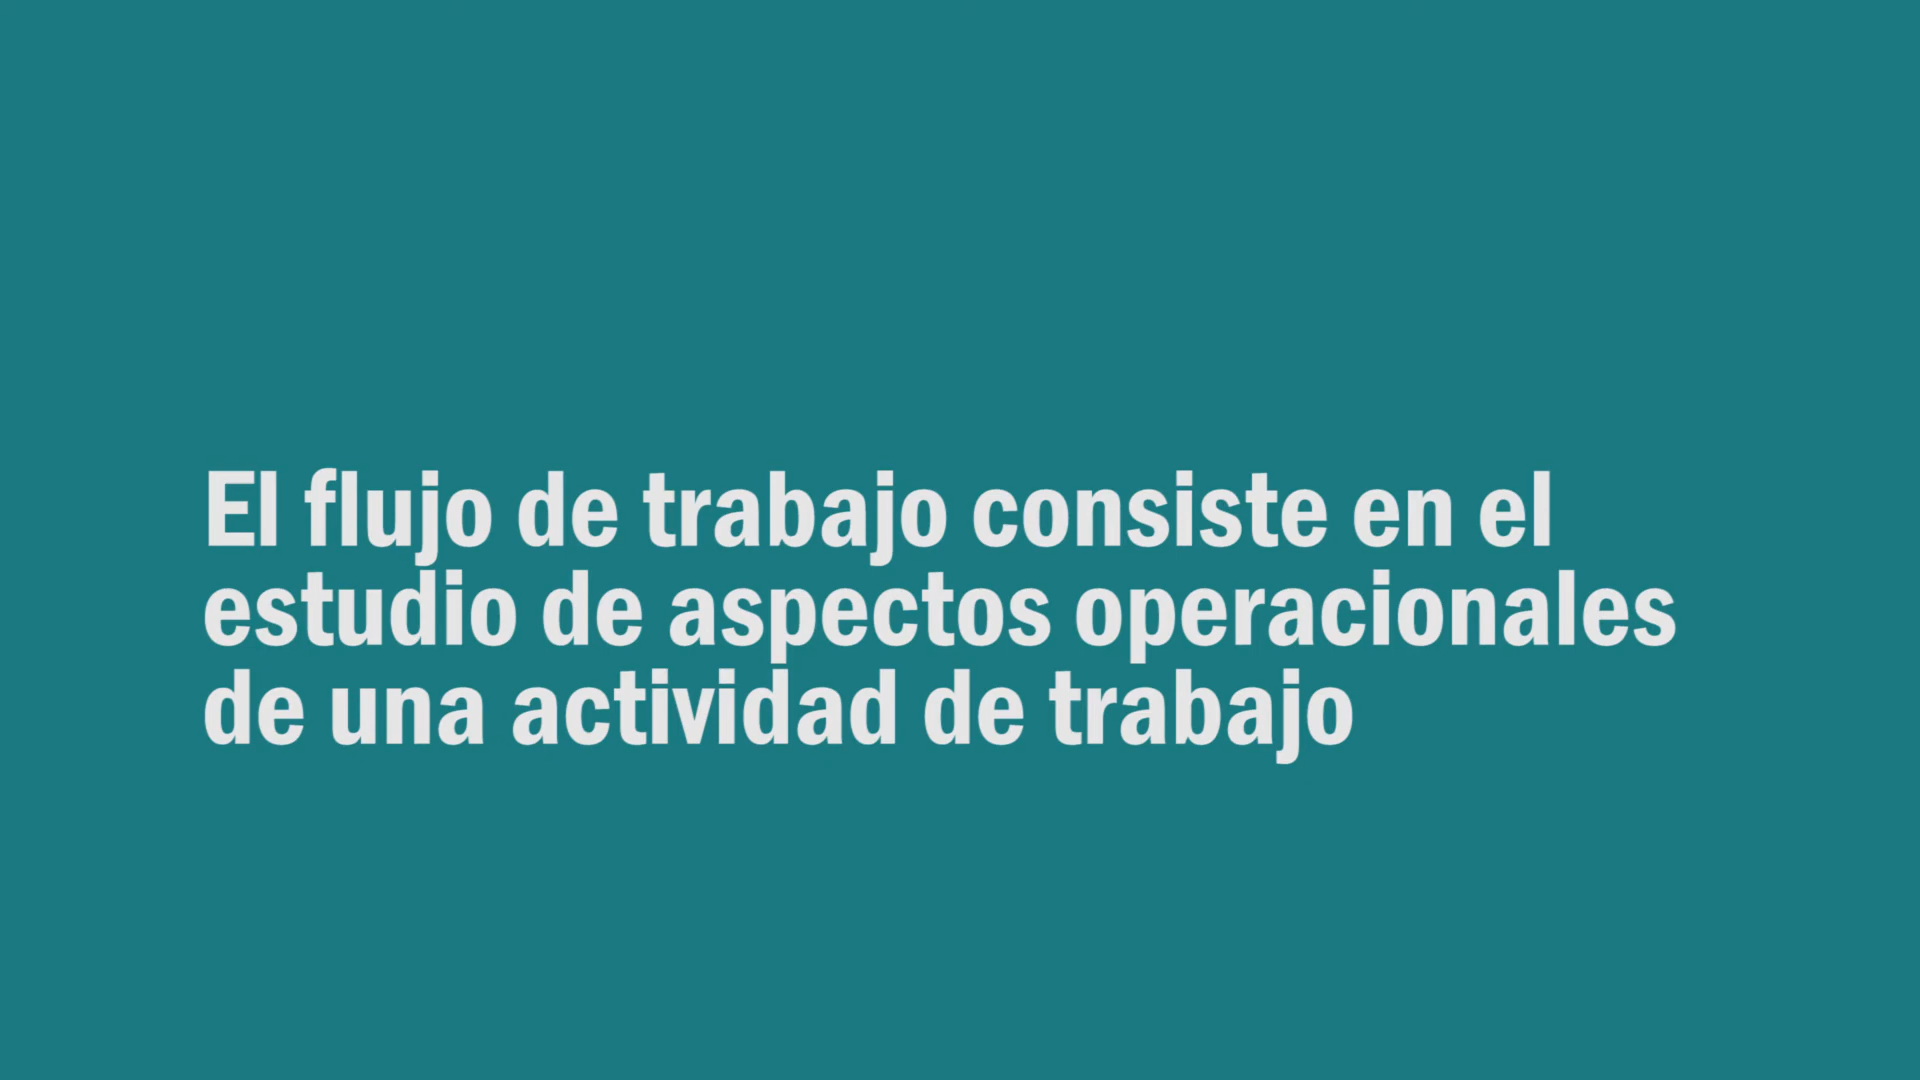 El flujo de trabajo consiste en el
estudio de aspectos operacionales
de una actividad de trabajo